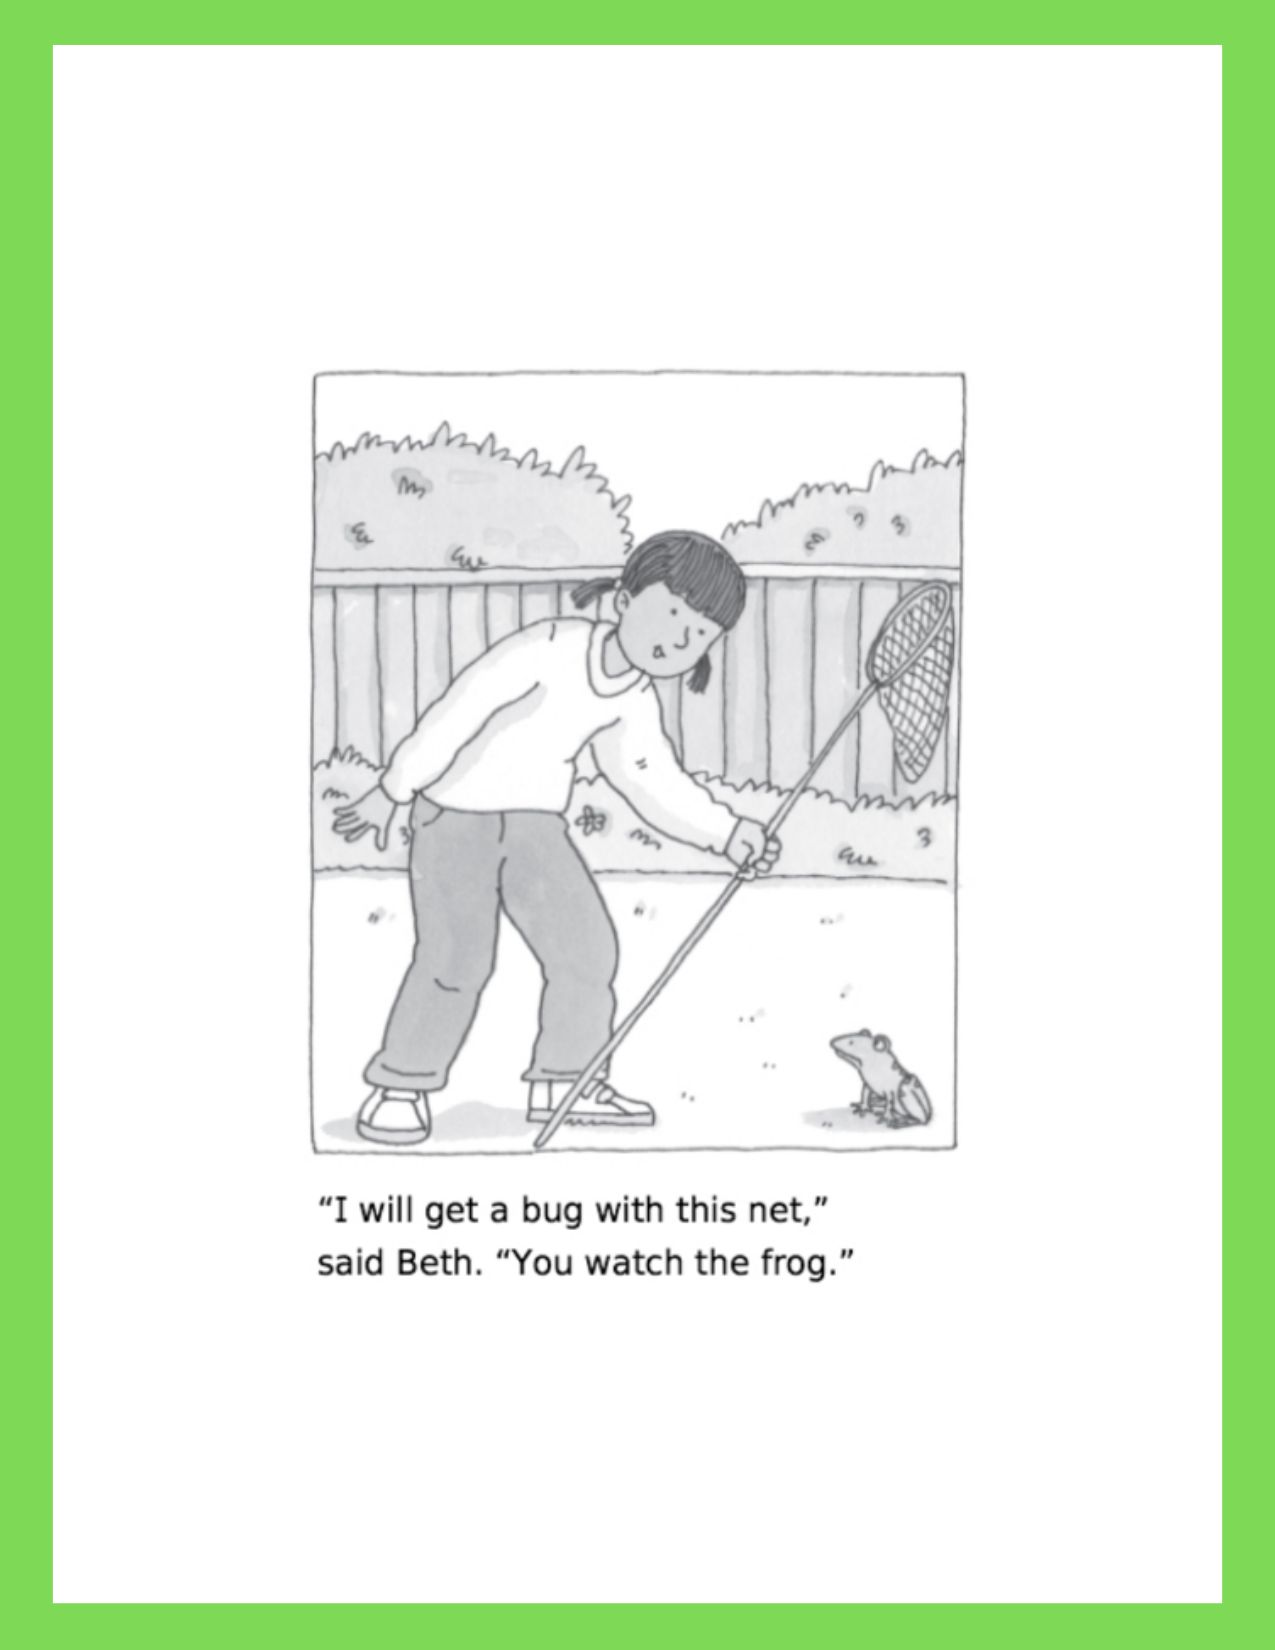 “I will get a bug with this net,”
said Beth. “You watch the frog.”